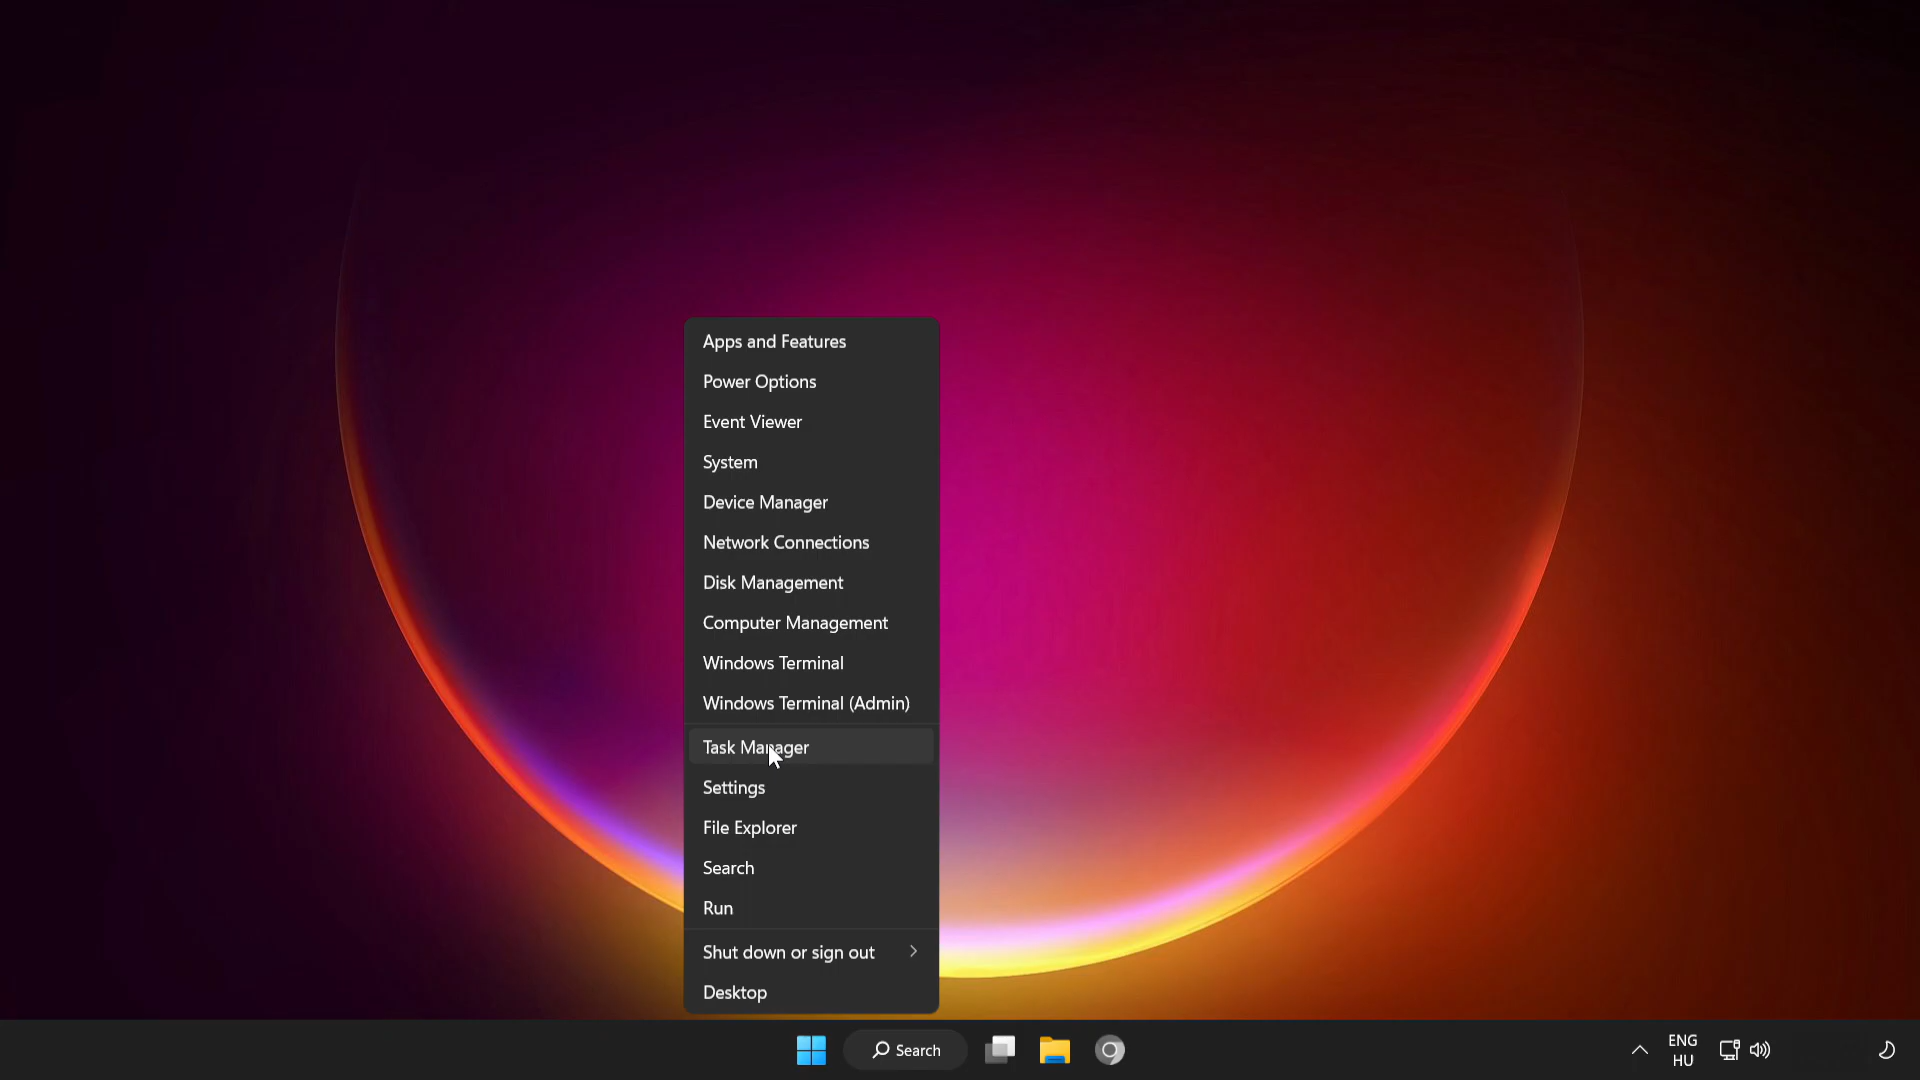 Apps and Features
Power Options
Event Viewer
System
Device Manager
Network Connections
Disk Management
Computer Management
Windows Terminal
Windows Terminal (Admin)
Task Manager
Settings
File Explorer
Search
Run
Shut down or sign out
Desktop
Search
ENG
HU